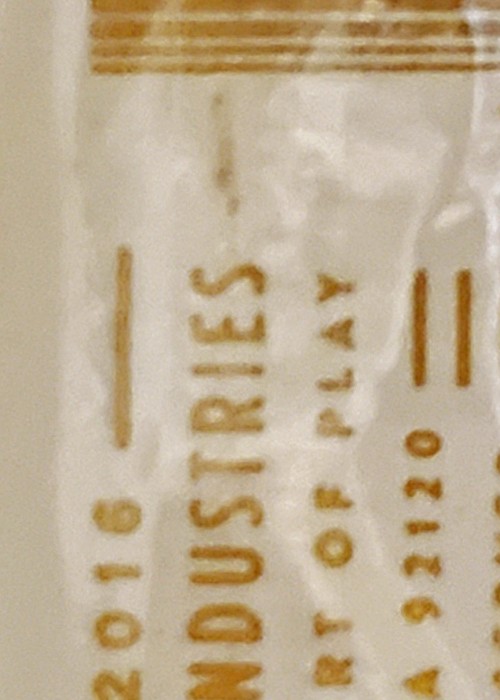 2016
NDUSTRIES
RT OF PLAY
A 92120